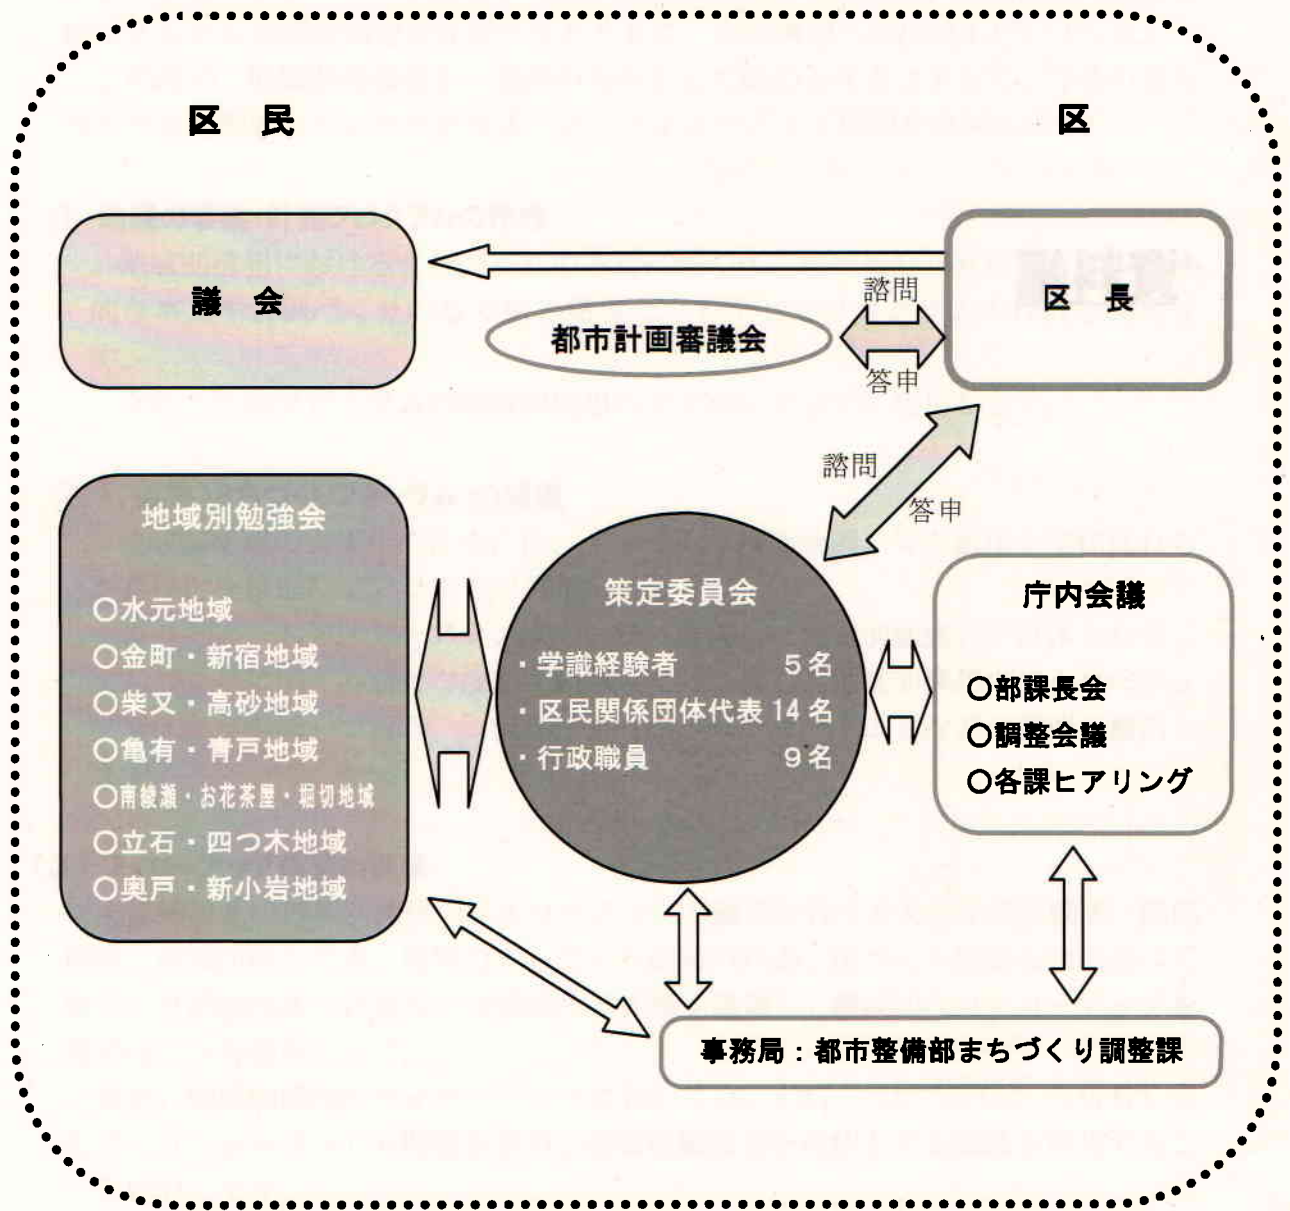 区 民
区
議 会
区 長
都市計画審議会
諮問
答申
諮問
答申
地域別勉強会
○水元地域
○金町・新宿地域
○柴又・高砂地域
○亀有・青戸地域
○南綾瀬・お花茶屋・堀切地域
○立石・四つ木地域
○奥戸・新小岩地域
策定委員会
・学識経験者 5名
・区民関係団体代表 14名
・行政職員 9名
庁内会議
○部課長会
○調整会議
○各課ヒアリング
事務局：都市整備部まちづくり調整課